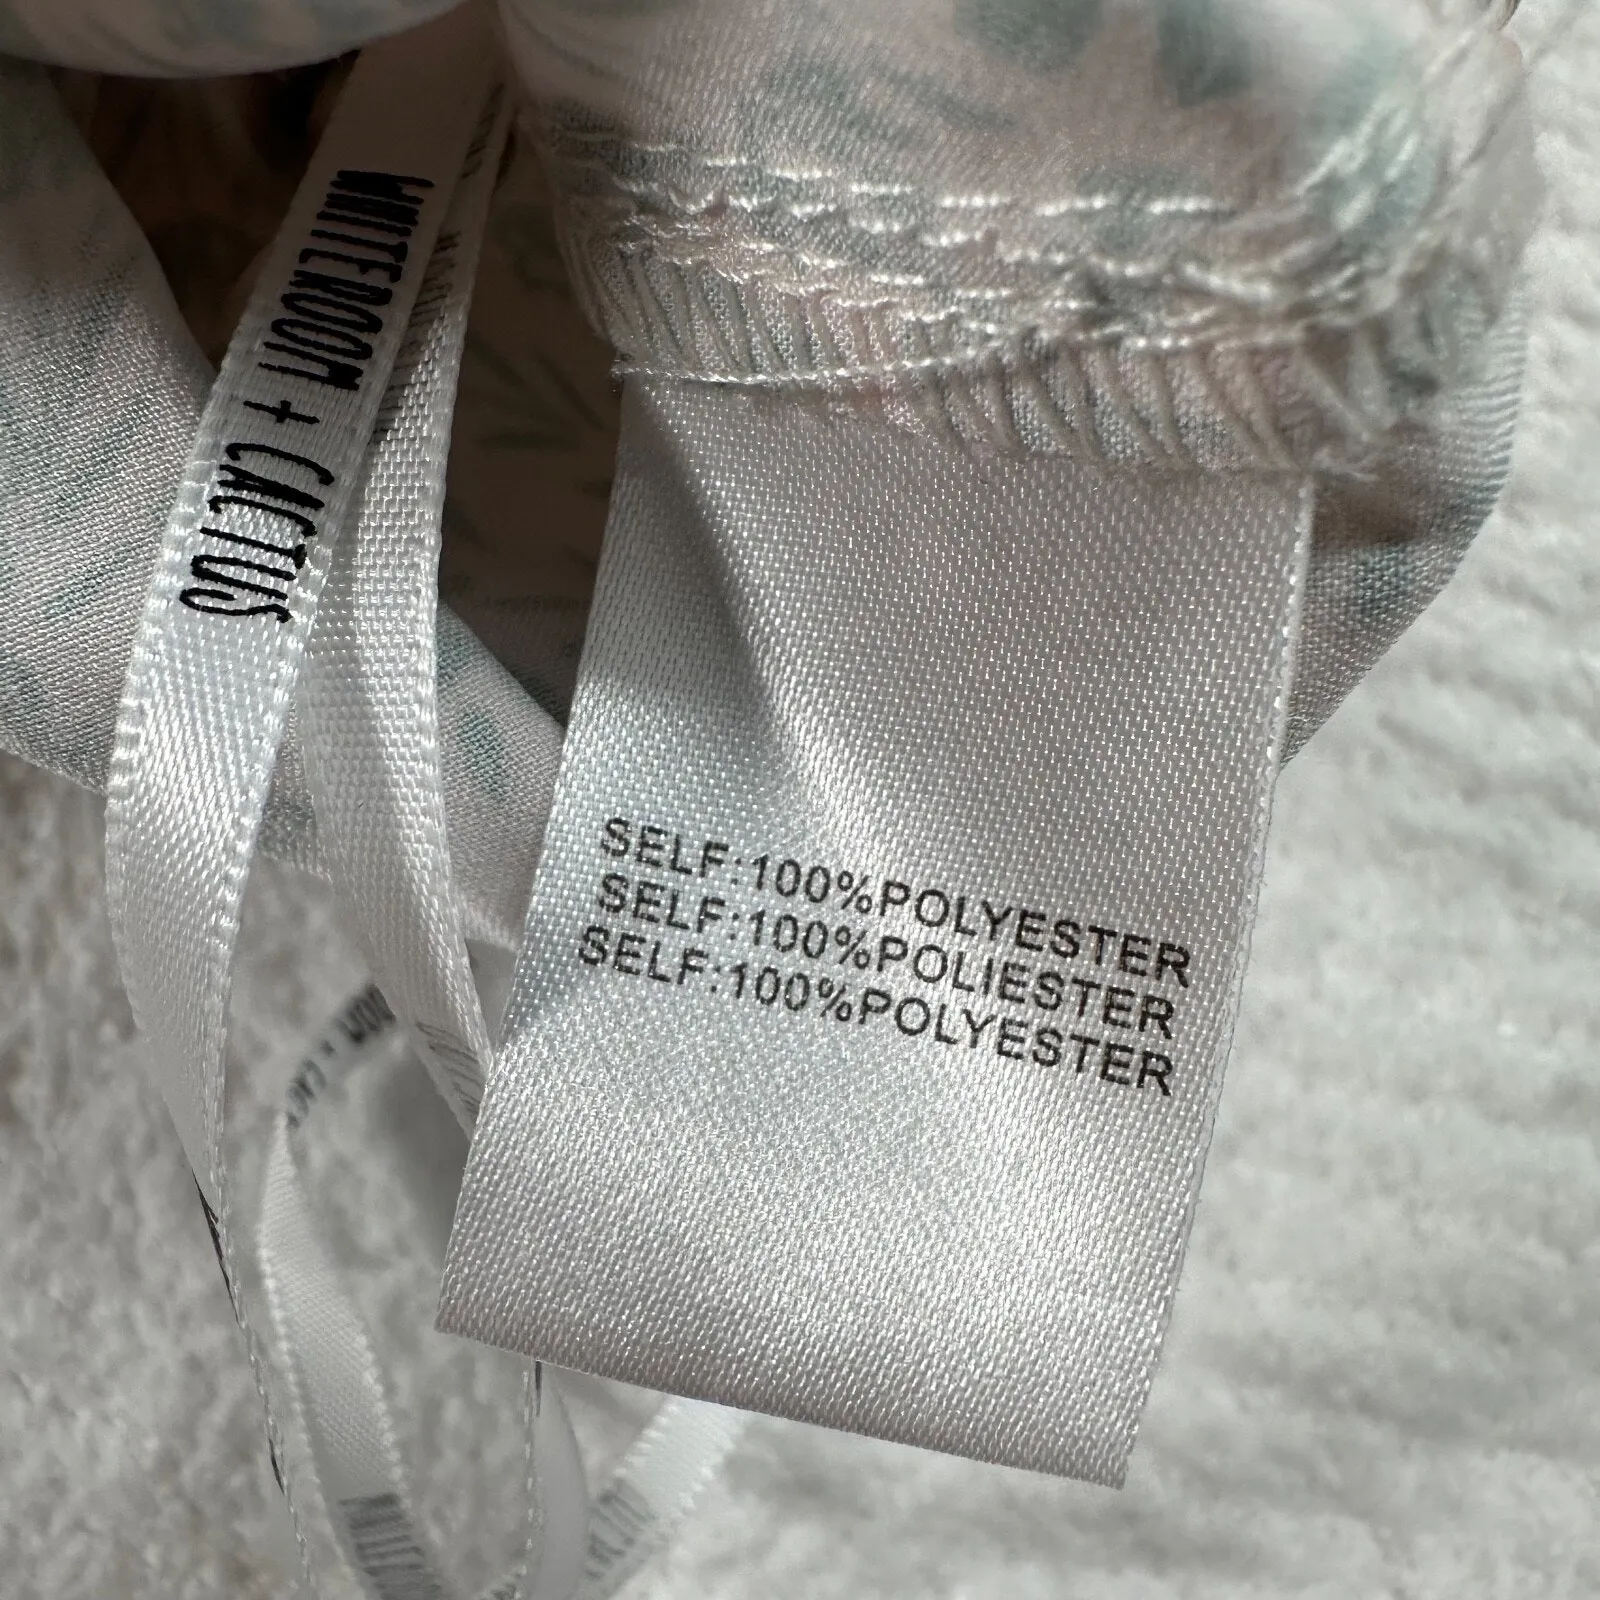 WHITEROOM + CACTUS
SELF:100%POLYESTER
SELF:100%POLIESTER
SELF:100%POLYESTER